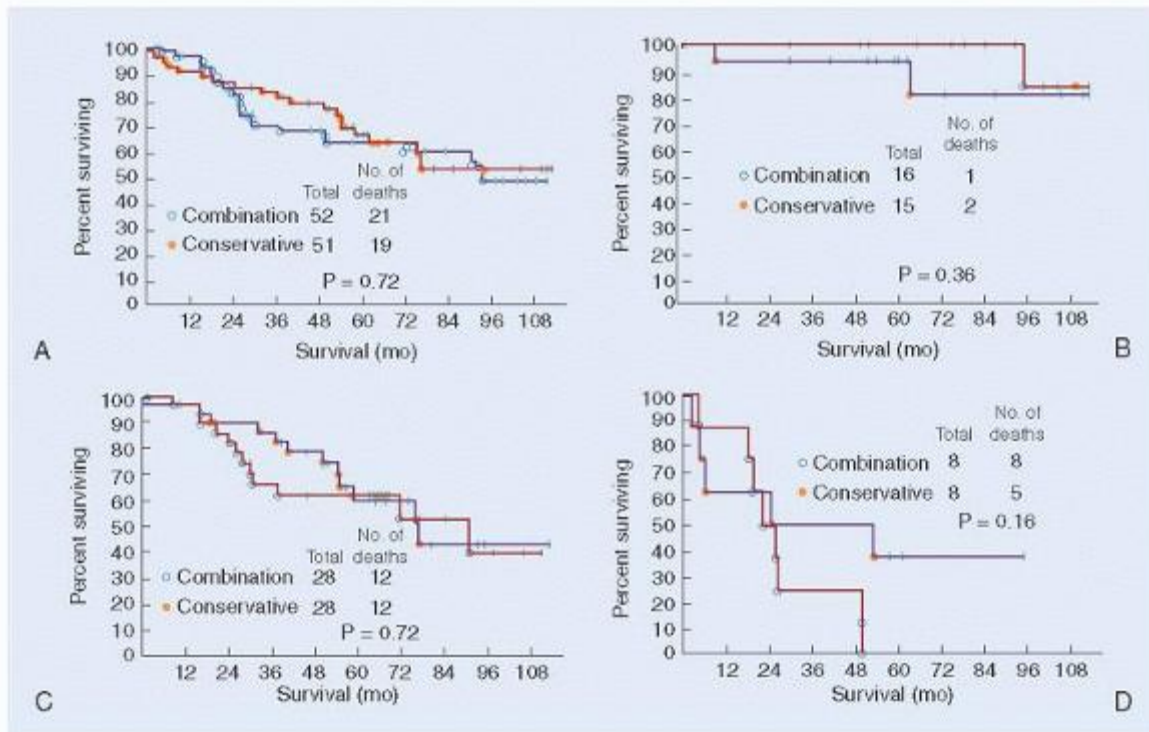 100
90
80
70
60
50
40
30
20
10
0
Percent surviving
No. of
Total deaths
Combination 52 21
Conservative 51 19
P = 0.72
12 24 36 48 60 72 84 96 108
Survival (mo)
A
100
90
80
70
60
50
40
30
20
10
0
Percent surviving
No. of
Total deaths
Combination 16 1
Conservative 15 2
P = 0.36
12 24 36 48 60 72 84 96 108
Survival (mo)
B
100
90
80
70
60
50
40
30
20
10
0
Percent surviving
No. of
Total deaths
Combination 28 12
Conservative 28 12
P = 0.72
12 24 36 48 60 72 84 96 108
Survival (mo)
C
100
90
80
70
60
50
40
30
20
10
0
Percent surviving
No. of
Total deaths
Combination 8 8
Conservative 8 5
P = 0.16
12 24 36 48 60 72 84 96 108
Survival (mo)
D